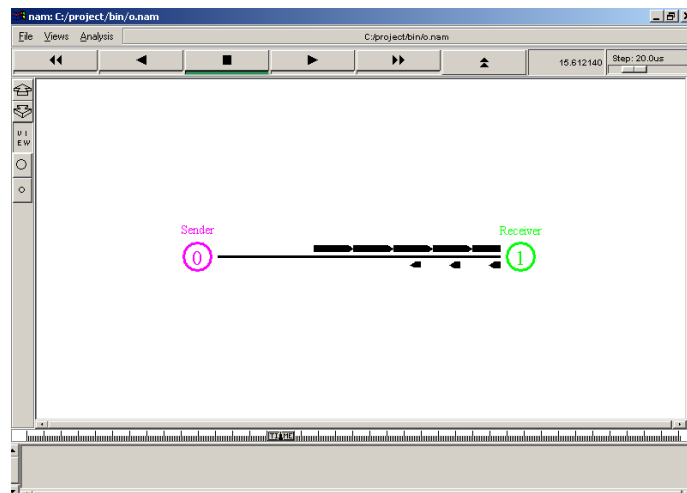 nam: C:/project/bin/o.nam
File Views Analysis C:/project/bin/o.nam
15.612140 Step: 20.0us
VIEW
Sender
Receiver
0
1
TIME